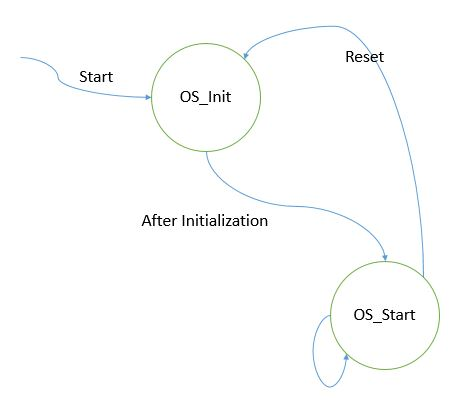 Reset
Start
OS_Init
After Initialization
OS_Start